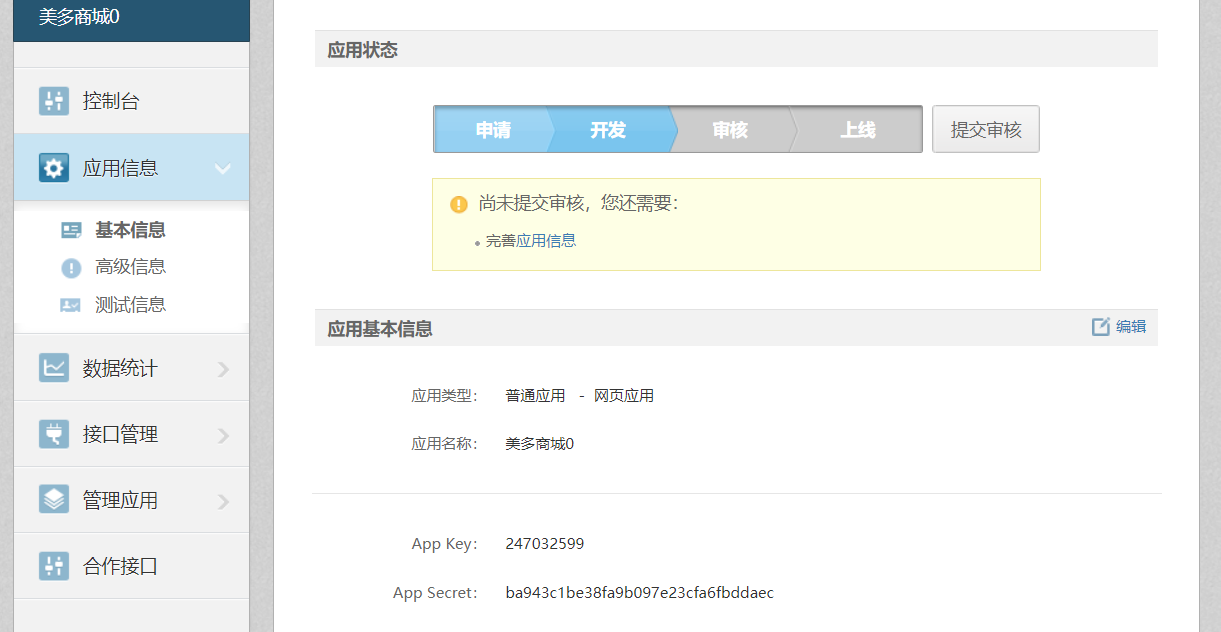 美多商城0
控制台
应用信息
基本信息
高级信息
测试信息
数据统计
接口管理
管理应用
合作接口
应用状态
申请 开发 审核 上线 提交审核
尚未提交审核，您还需要：
完善应用信息
应用基本信息 编辑
应用类型： 普通应用 - 网页应用
应用名称： 美多商城0
App Key： 247032599
App Secret： ba943c1be38fa9b097e23cfa6fbddaec